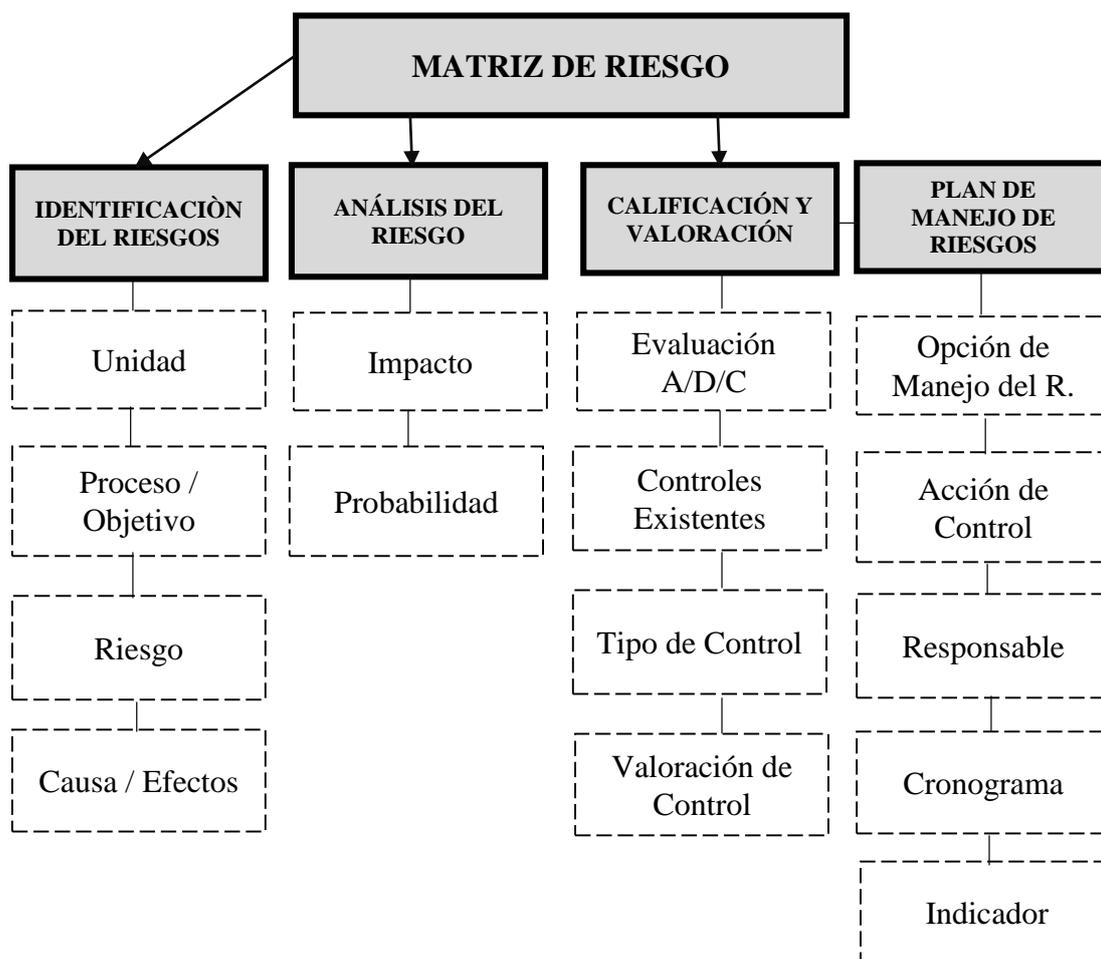 MATRIZ DE RIESGO
IDENTIFICACIÒN
DEL RIESGOS
Unidad
Proceso /
Objetivo
Riesgo
Causa / Efectos
ANÁLISIS DEL
RIESGO
Impacto
Probabilidad
CALIFICACIÓN Y
VALORACIÓN
Evaluación
A/D/C
Controles
Existentes
Tipo de Control
Valoración de
Control
PLAN DE
MANEJO DE
RIESGOS
Opción de
Manejo del R.
Acción de
Control
Responsable
Cronograma
Indicador